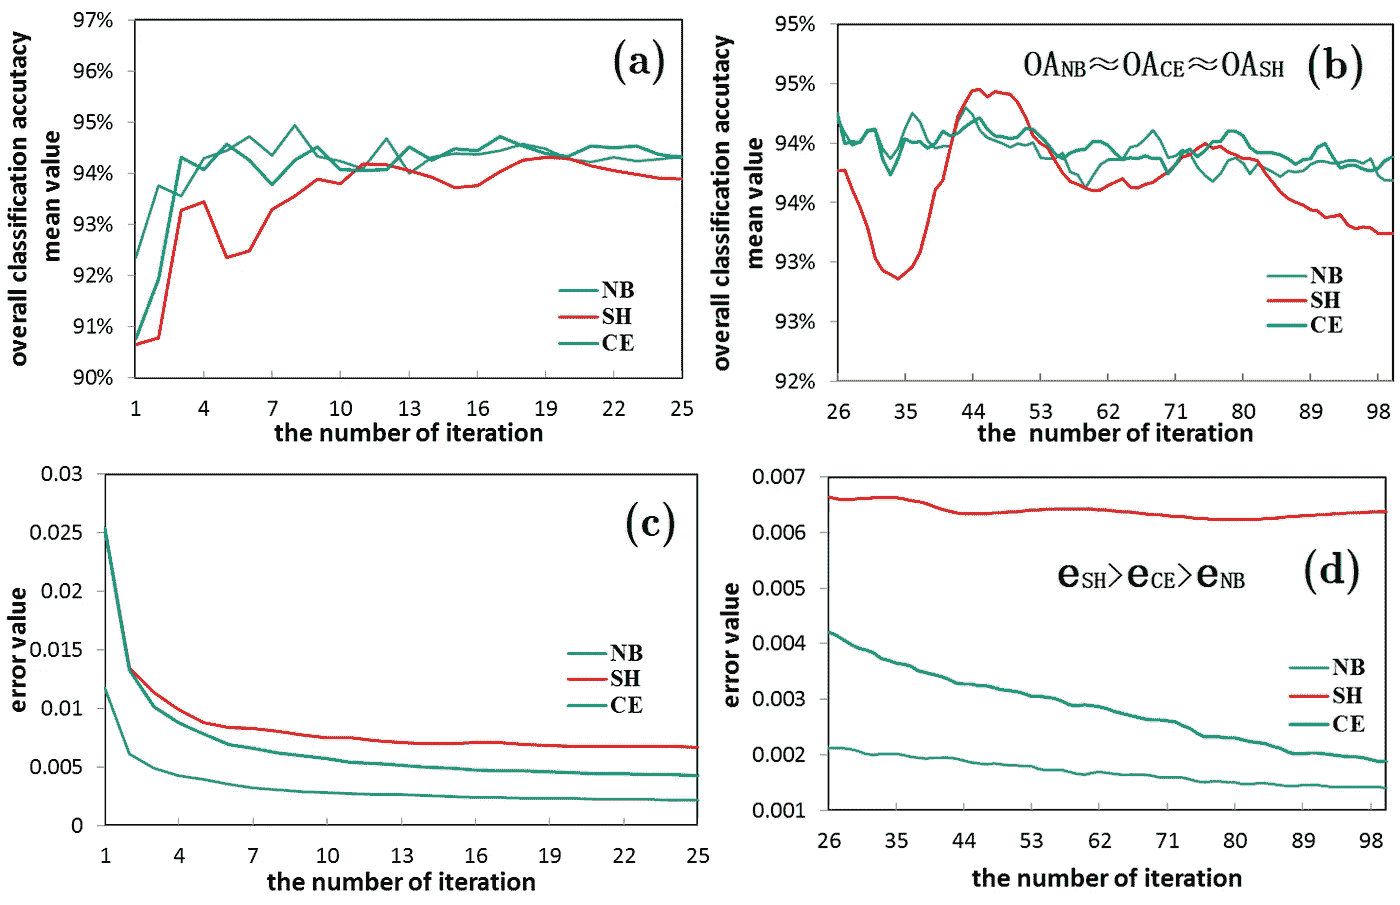 97%
96%
95%
94%
93%
92%
91%
90%
overall classification accutacy
mean value
(a)
NB
SH
CE
1 4 7 10 13 16 19 22 25
the number of iteration
95%
95%
94%
94%
93%
93%
92%
overall classification accutacy
mean value
OANB≈OACE≈OASH (b)
NB
SH
CE
26 35 44 53 62 71 80 89 98
the number of iteration
0.03
0.025
0.02
0.015
0.01
0.005
0
error value
(c)
NB
SH
CE
1 4 7 10 13 16 19 22 25
the number of iteration
0.007
0.006
0.005
0.004
0.003
0.002
0.001
error value
eSH>eCE>eNB (d)
NB
SH
CE
26 35 44 53 62 71 80 89 98
the number of iteration